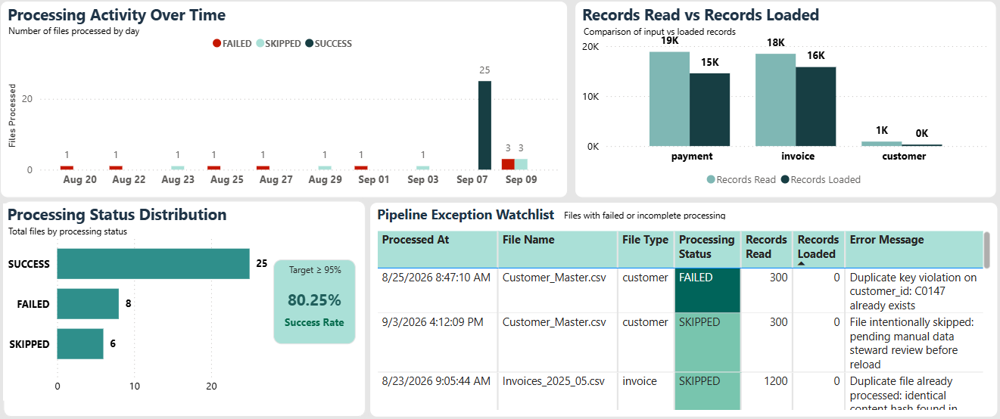 Processing Activity Over Time
Number of files processed by day
FAILED SKIPPED SUCCESS
Files Processed
20
0
1 1 1 1 1 1 1 1 25 3 3
Aug 20 Aug 22 Aug 23 Aug 25 Aug 27 Aug 29 Sep 01 Sep 03 Sep 07 Sep 09
Records Read vs Records Loaded
Comparison of input vs loaded records
20K
10K
0K
19K 15K 18K 16K 1K 0K
payment invoice customer
Records Read Records Loaded
Processing Status Distribution
Total files by processing status
SUCCESS 25
FAILED 8
SKIPPED 6
0 10 20
Target ≥ 95%
80.25%
Success Rate
Pipeline Exception Watchlist Files with failed or incomplete processing
Processed At File Name File Type Processing Records Records Error Message
Status Read Loaded
8/25/2026 8:47:10 AM Customer_Master.csv customer FAILED 300 0 Duplicate key violation on
customer_id: C0147
already exists
9/3/2026 4:12:09 PM Customer_Master.csv customer SKIPPED 300 0 File intentionally skipped:
pending manual data
steward review before
reload
8/23/2026 9:05:44 AM Invoices_2025_05.csv invoice SKIPPED 1200 0 Duplicate file already
processed: identical
content hash found in